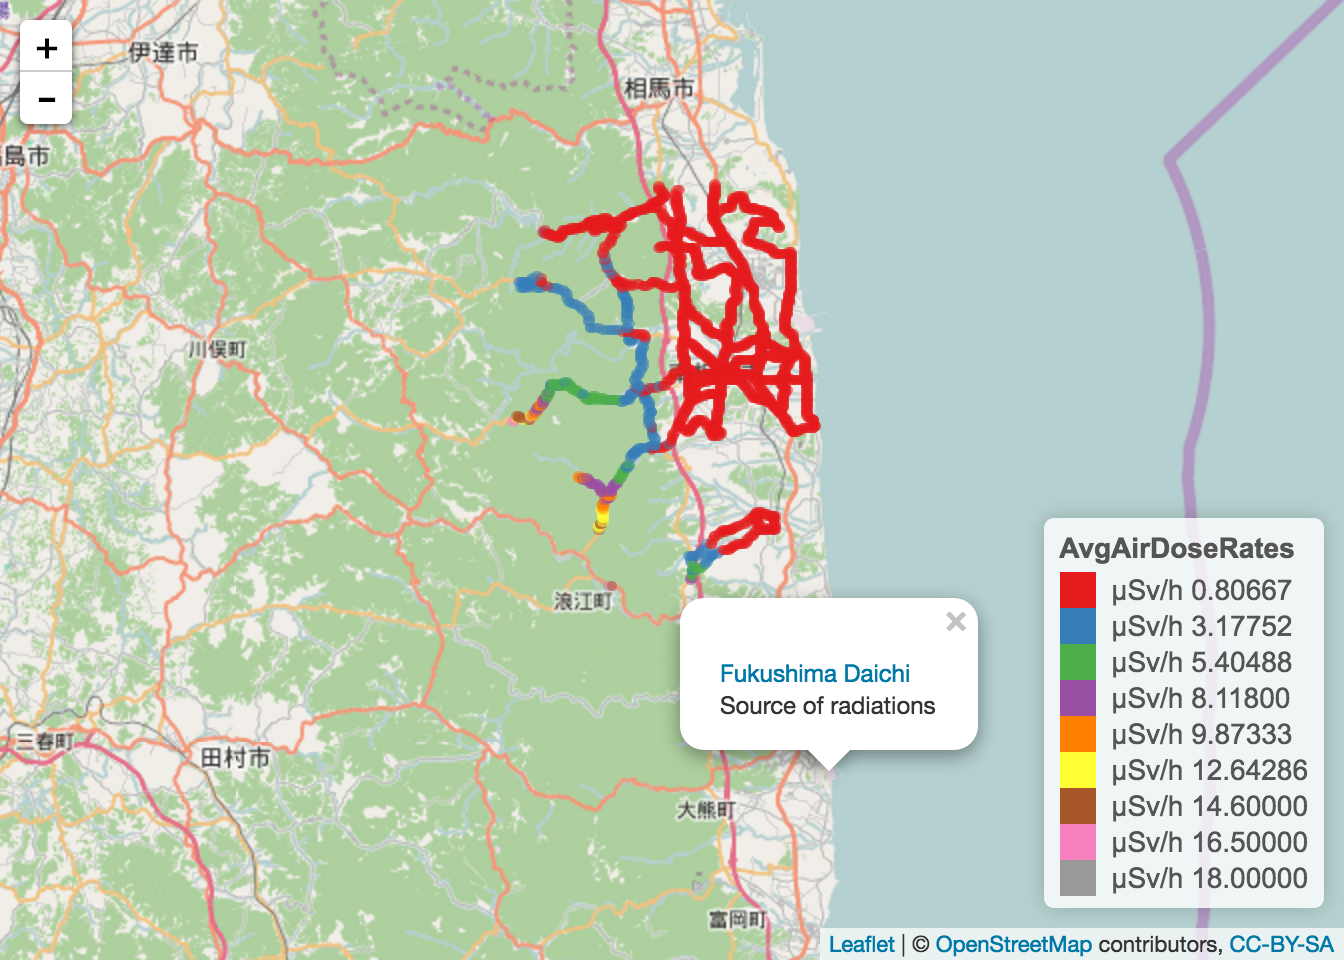 +
−
伊達市
相馬市
島市
川俣町
浪江町
×
Fukushima Daichi
Source of radiations
三春町
田村市
大熊町
富岡町
AvgAirDoseRates
µSv/h 0.80667
µSv/h 3.17752
µSv/h 5.40488
µSv/h 8.11800
µSv/h 9.87333
µSv/h 12.64286
µSv/h 14.60000
µSv/h 16.50000
µSv/h 18.00000
Leaflet | © OpenStreetMap contributors, CC-BY-SA